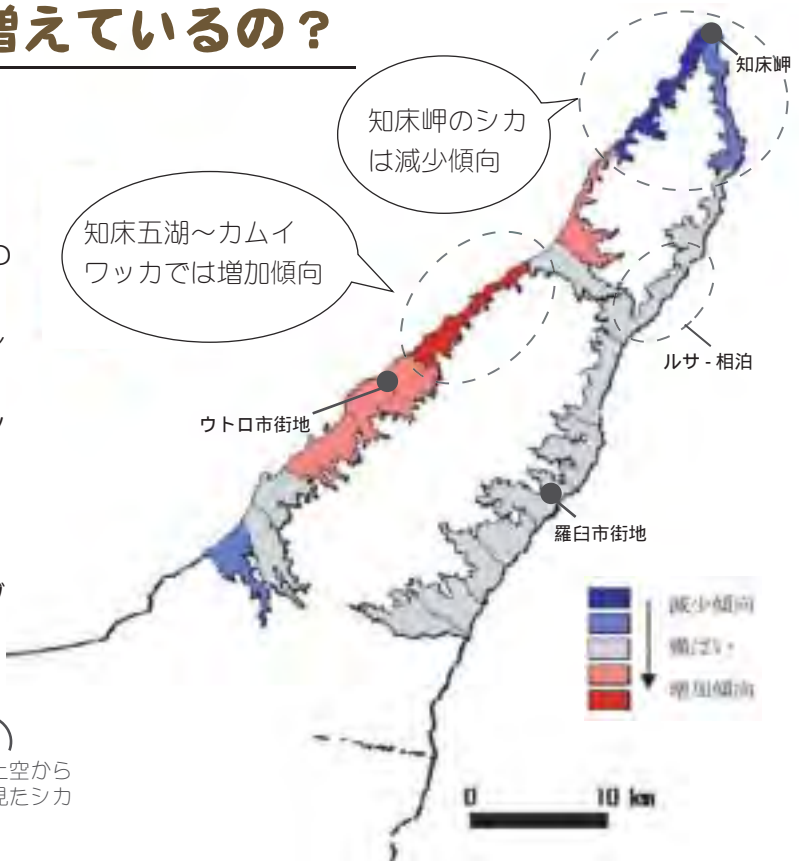 増えているの？
知床岬
知床岬のシカ
は減少傾向
知床五湖～カムイ
ワッカでは増加傾向
ルサ - 相泊
ウトロ市街地
羅臼市街地
減少傾向
横ばい
増加傾向
上空から
見たシカ
0 10 km